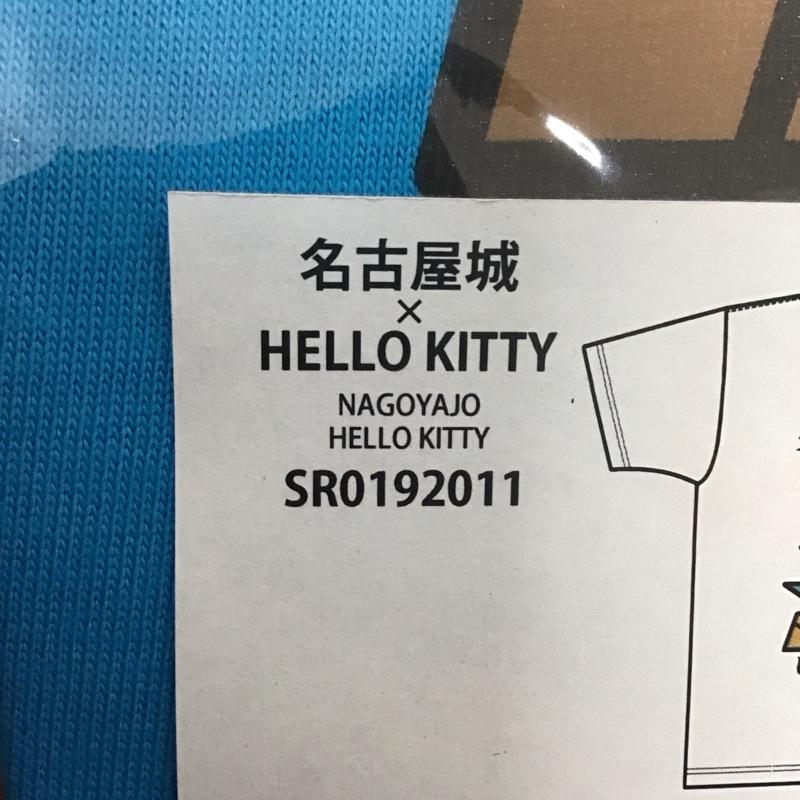 名古屋城
×
HELLO KITTY
NAGOYAJO
HELLO KITTY
SR0192011